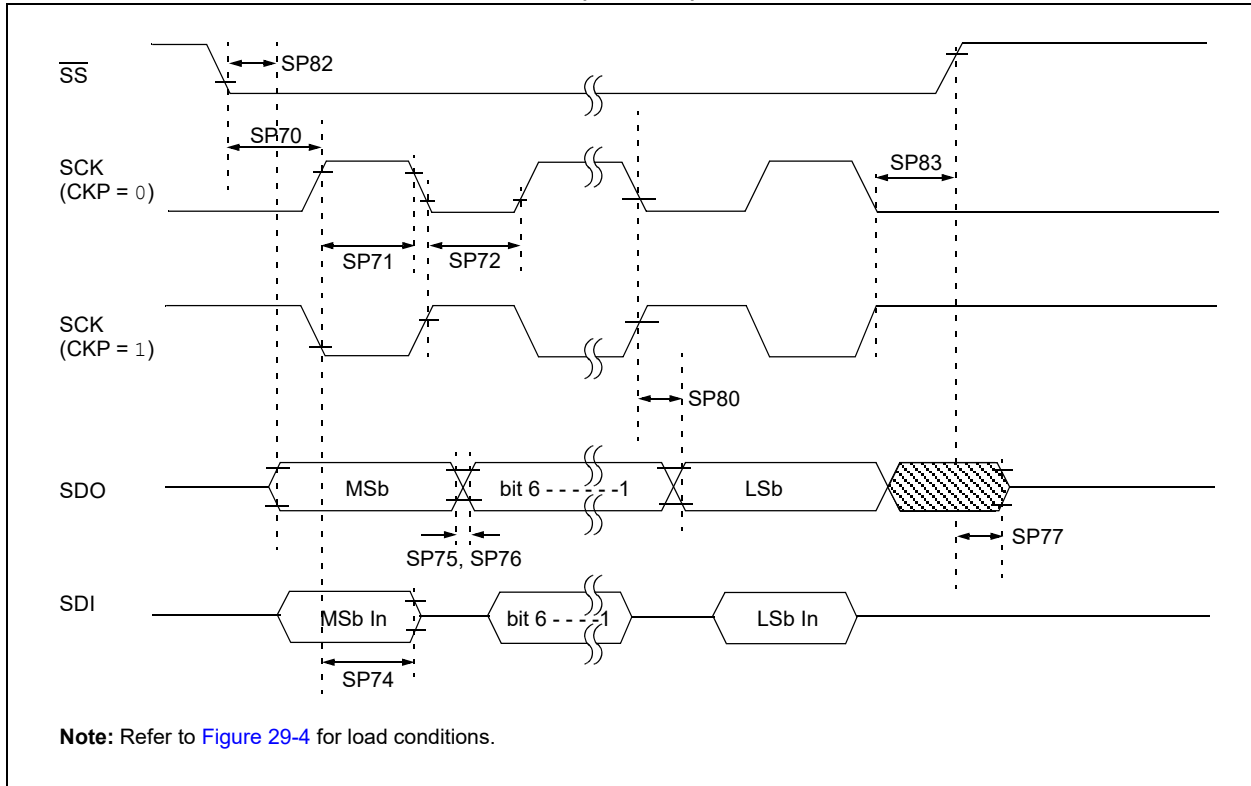 SS
SP82
SP70
SCK
(CKP = 0)
SP83
SP71
SP72
SCK
(CKP = 1)
SP80
SDO
MSb
bit 6 - - - - - -1
LSb
SP75, SP76
SP77
SDI
MSb In
bit 6 - - - -1
LSb In
SP74
Note: Refer to Figure 29-4 for load conditions.